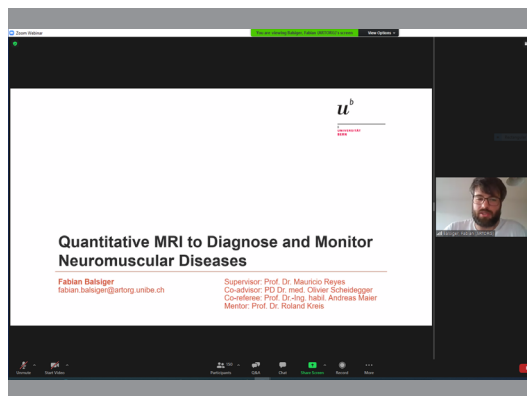 Zoom Webinar
You are viewing Balsiger, Fabian (ARTORG)'s screen
View Options
u b
b
UNIVERSITÄT
BERN
Quantitative MRI to Diagnose and Monitor
Neuromuscular Diseases
Fabian Balsiger
fabian.balsiger@artorg.unibe.ch
Supervisor: Prof. Dr. Mauricio Reyes
Co-advisor: PD Dr. med. Olivier Scheidegger
Co-referee: Prof. Dr.-Ing. habil. Andreas Maier
Mentor: Prof. Dr. Roland Kreis
Balsiger, Fabian (ARTORG)
Unmute
Start Video
Participants
Q&A
Chat
Share Screen
Record
More